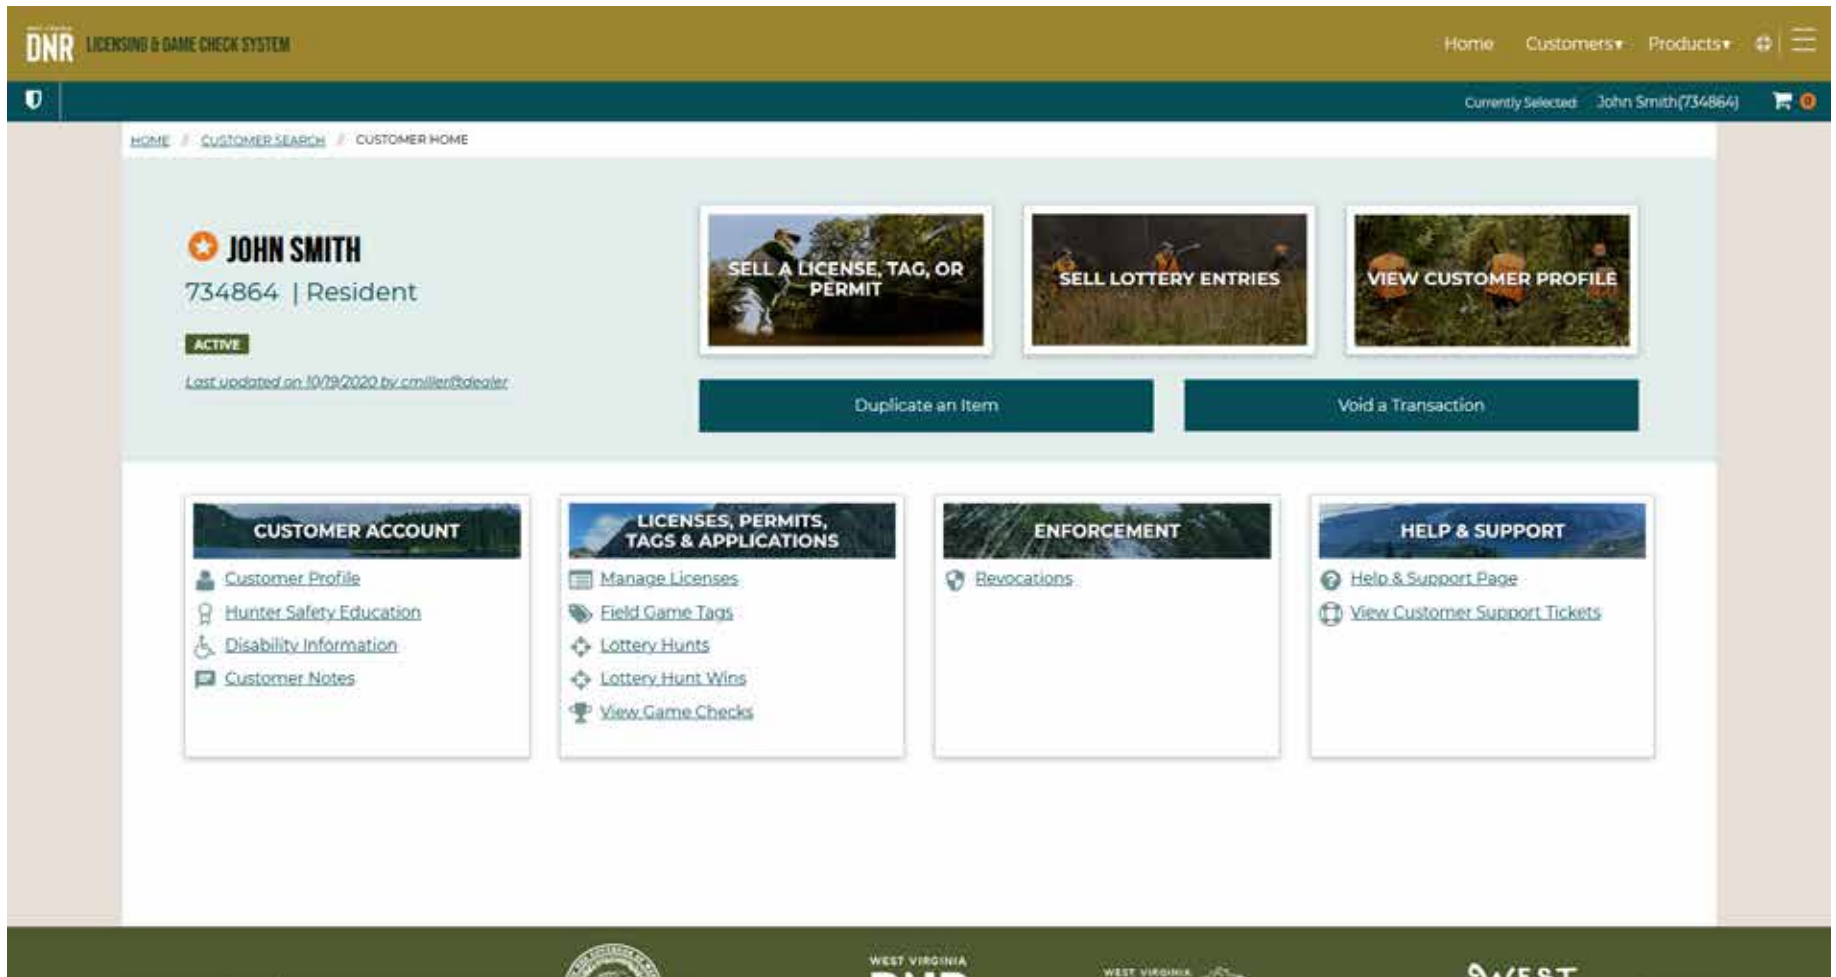 DNR LICENSING & GAME CHECK SYSTEM
Home Customers▾ Products▾
Currently Selected: John Smith(734864) 0
HOME // CUSTOMER SEARCH // CUSTOMER HOME
JOHN SMITH
734864 | Resident
ACTIVE
Last updated on 10/19/2020 by cmiller@dealer
SELL A LICENSE, TAG, OR
PERMIT
SELL LOTTERY ENTRIES
VIEW CUSTOMER PROFILE
Duplicate an Item
Void a Transaction
CUSTOMER ACCOUNT
Customer Profile
Hunter Safety Education
Disability Information
Customer Notes
LICENSES, PERMITS,
TAGS & APPLICATIONS
Manage Licenses
Field Game Tags
Lottery Hunts
Lottery Hunt Wins
View Game Checks
ENFORCEMENT
Revocations
HELP & SUPPORT
Help & Support Page
View Customer Support Tickets
WEST VIRGINIA
DNR
WEST VIRGINIA
WEST